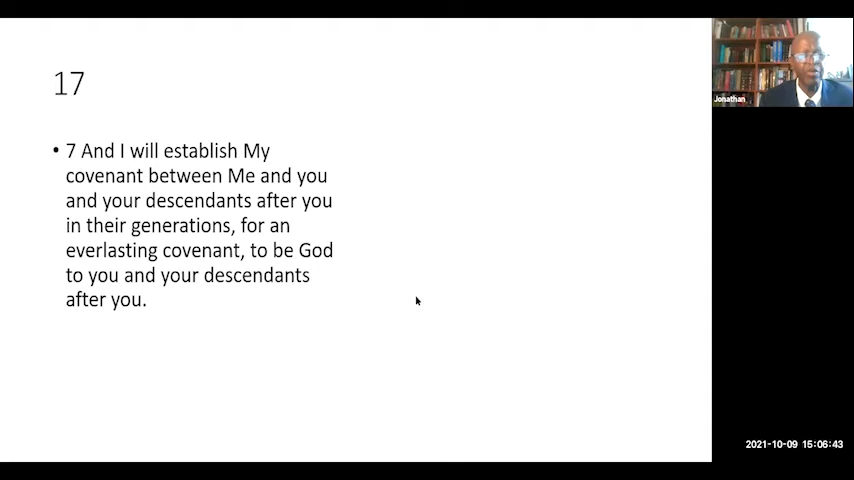 17
• 7 And I will establish My
covenant between Me and you
and your descendants after you
in their generations, for an
everlasting covenant, to be God
to you and your descendants
after you.
Jonathan
2021-10-09 15:06:43